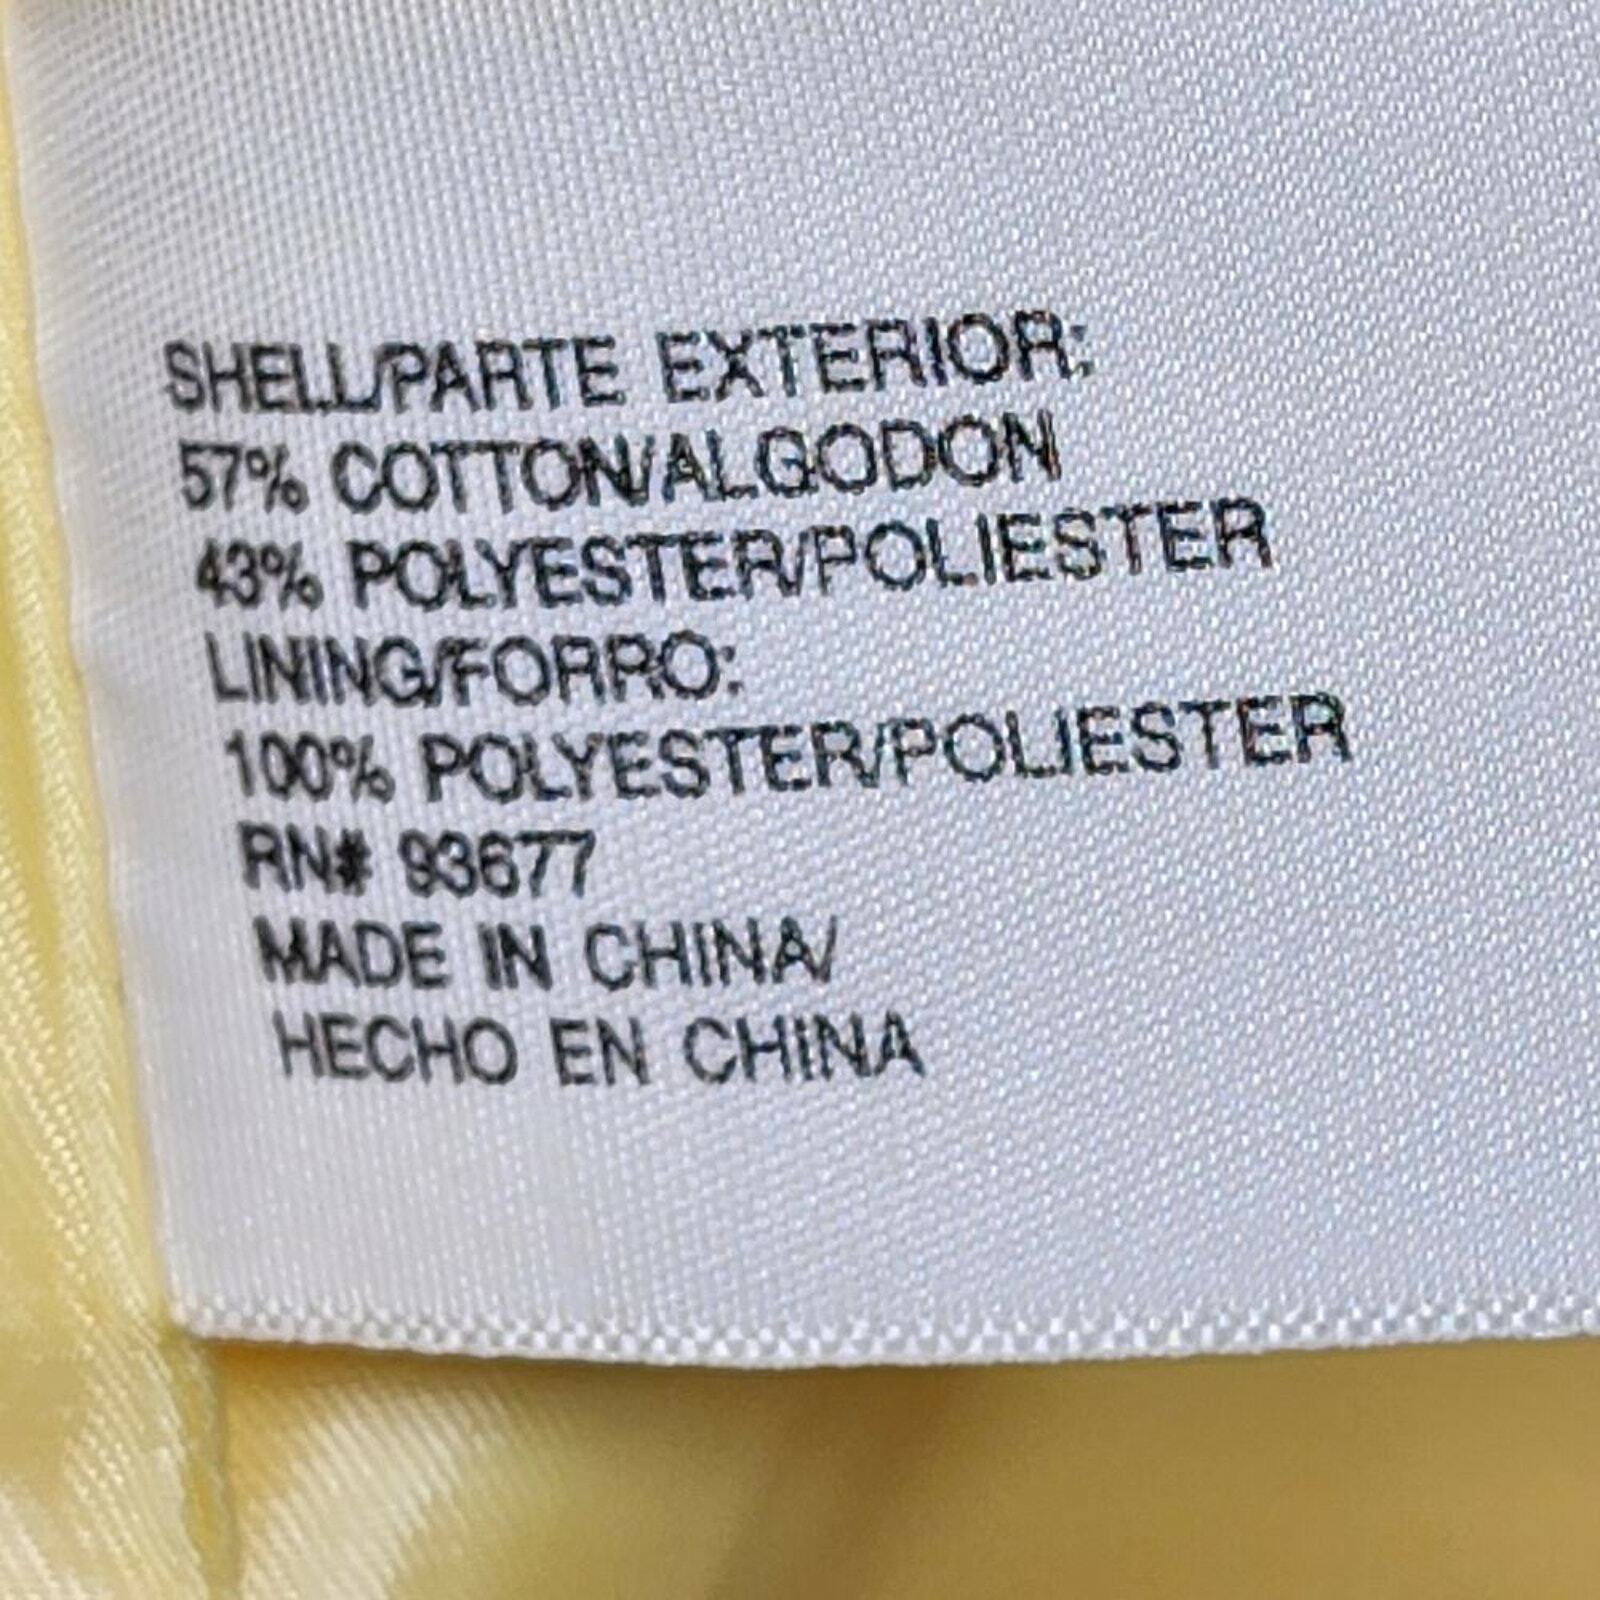 SHELL/PARTE EXTERIOR:
57% COTTON/ALGODON
43% POLYESTER/POLIESTER
LINING/FORRO:
100% POLYESTER/POLIESTER
RN# 93677
MADE IN CHINA/
HECHO EN CHINA